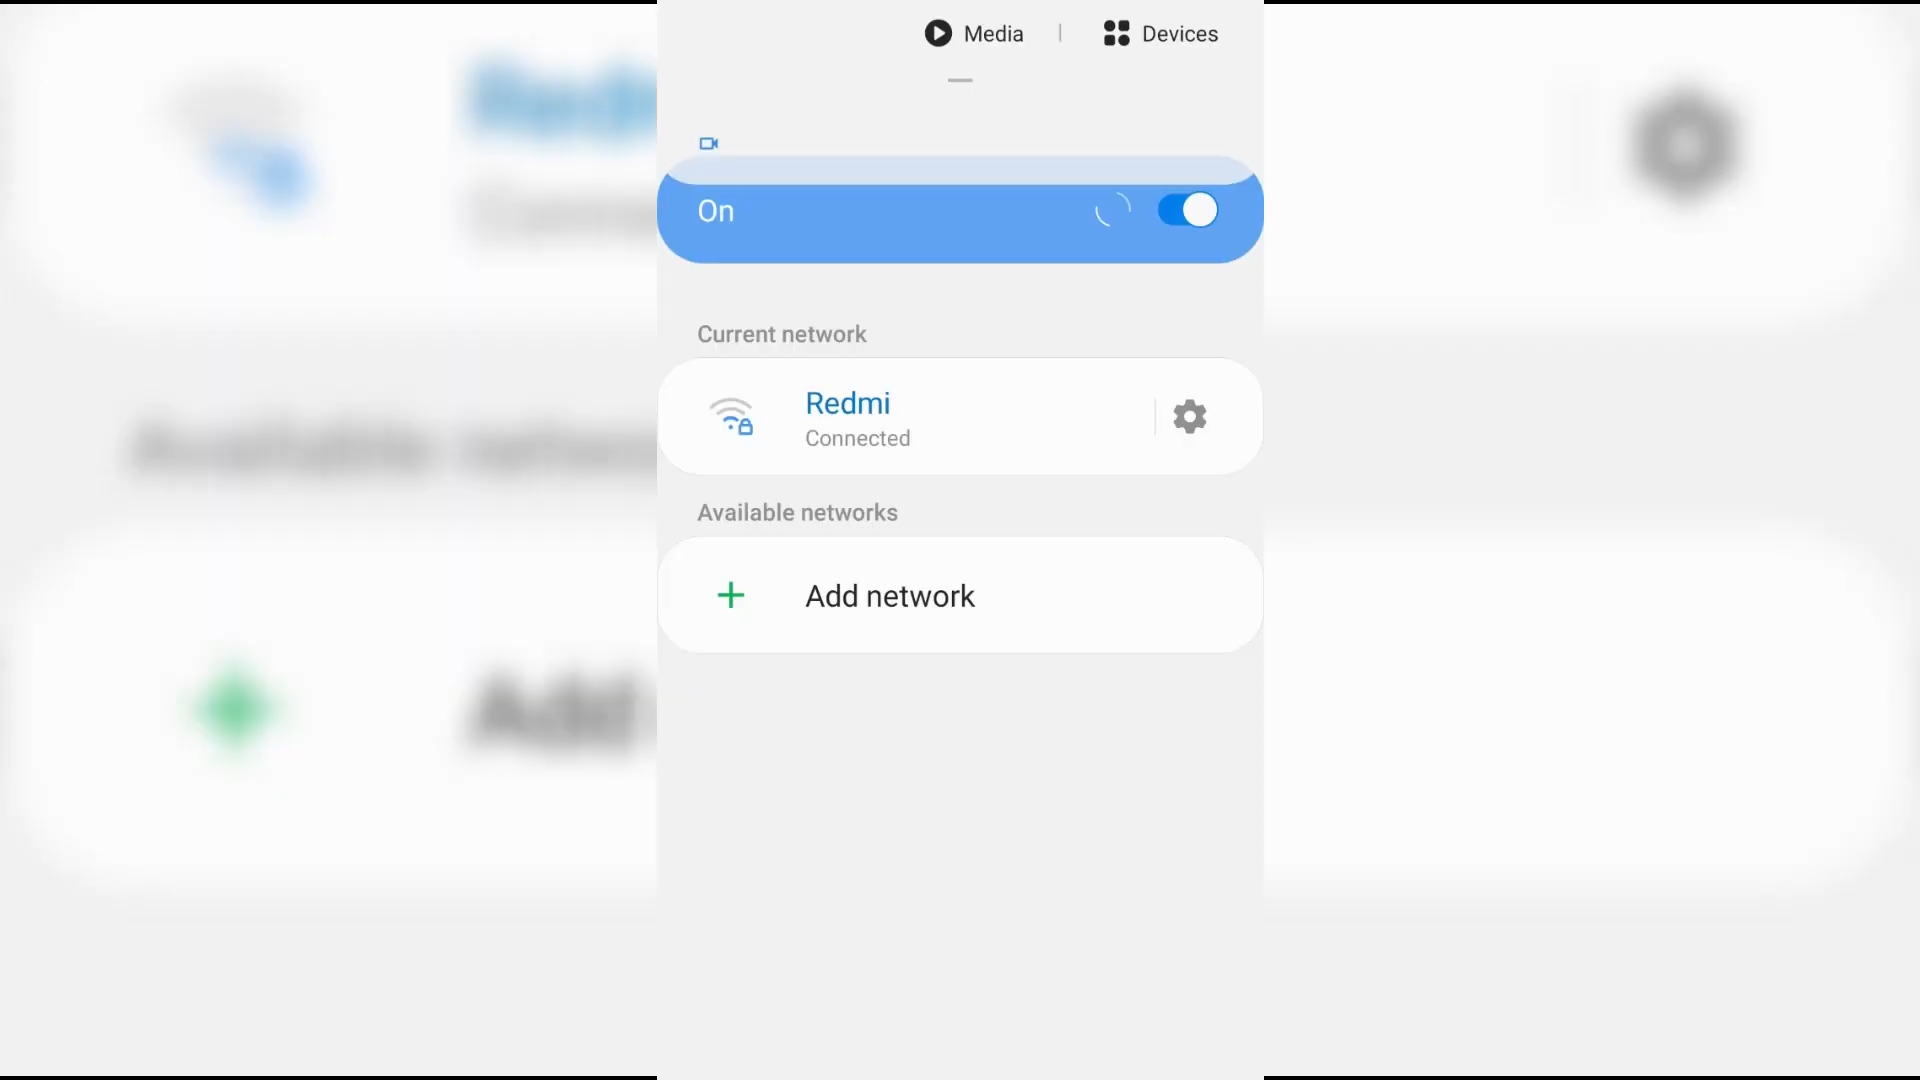 Media | Devices
On
Current network
Redmi
Connected
Available networks
Add network